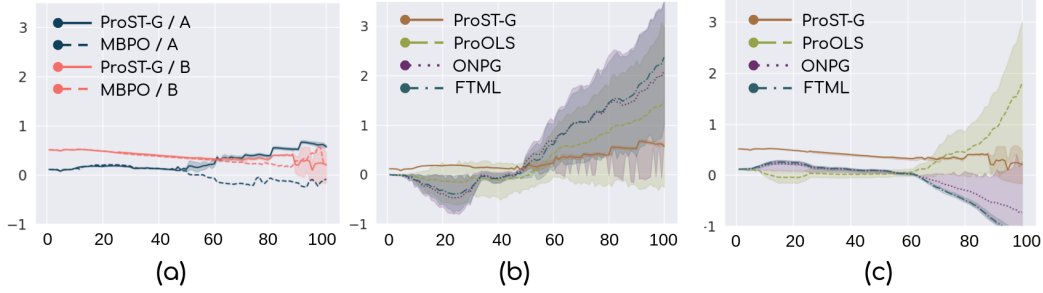 3
2
1
0
−1
ProST-G / A
MBPO / A
ProST-G / B
MBPO / B
0 20 40 60 80 100
(a)
3
2
1
0
−1
ProST-G
ProOLS
ONPG
FTML
0 20 40 60 80 100
(b)
3
2
1
0
-1
ProST-G
ProOLS
ONPG
FTML
0 20 40 60 80 100
(c)